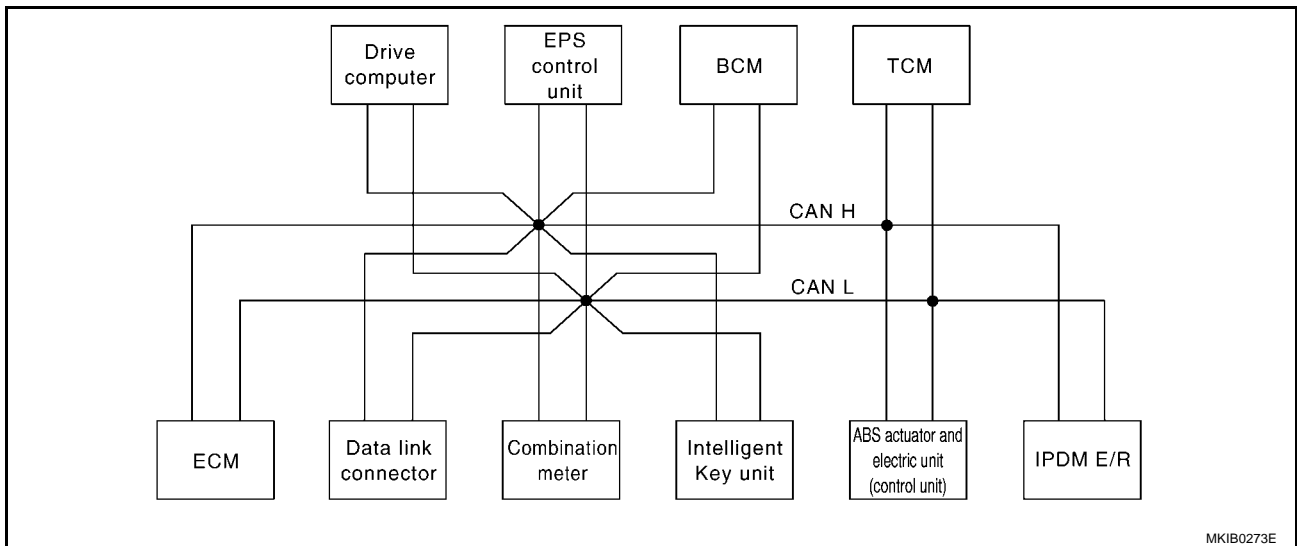 Drive
computer
EPS
control
unit
BCM
TCM
CAN H
CAN L
ECM
Data link
connector
Combination
meter
Intelligent
Key unit
ABS actuator and
electric unit
(control unit)
IPDM E/R
MKIB0273E